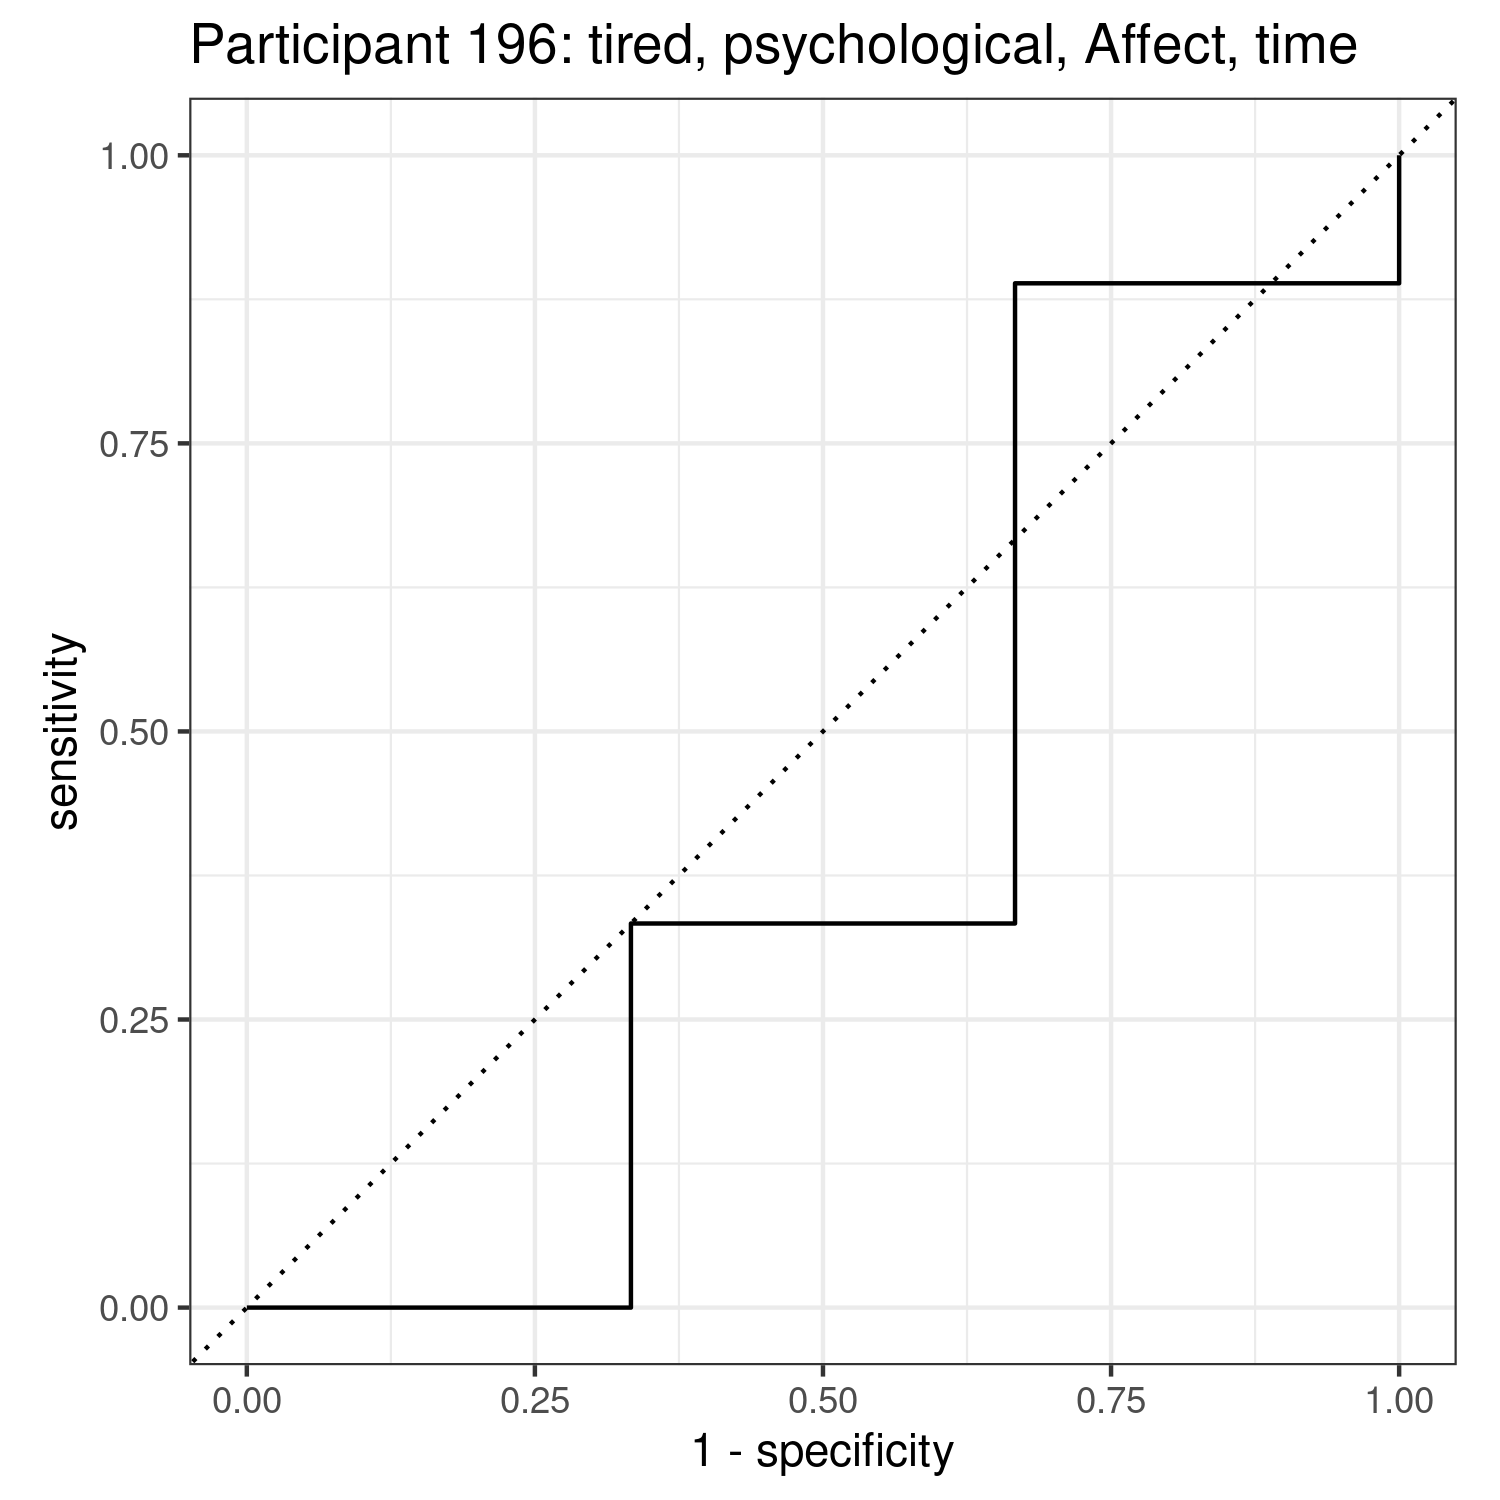 Participant 196: tired, psychological, Affect, time
1.00
0.75
0.50
0.25
0.00
sensitivity
0.00 0.25 0.50 0.75 1.00
1 - specificity